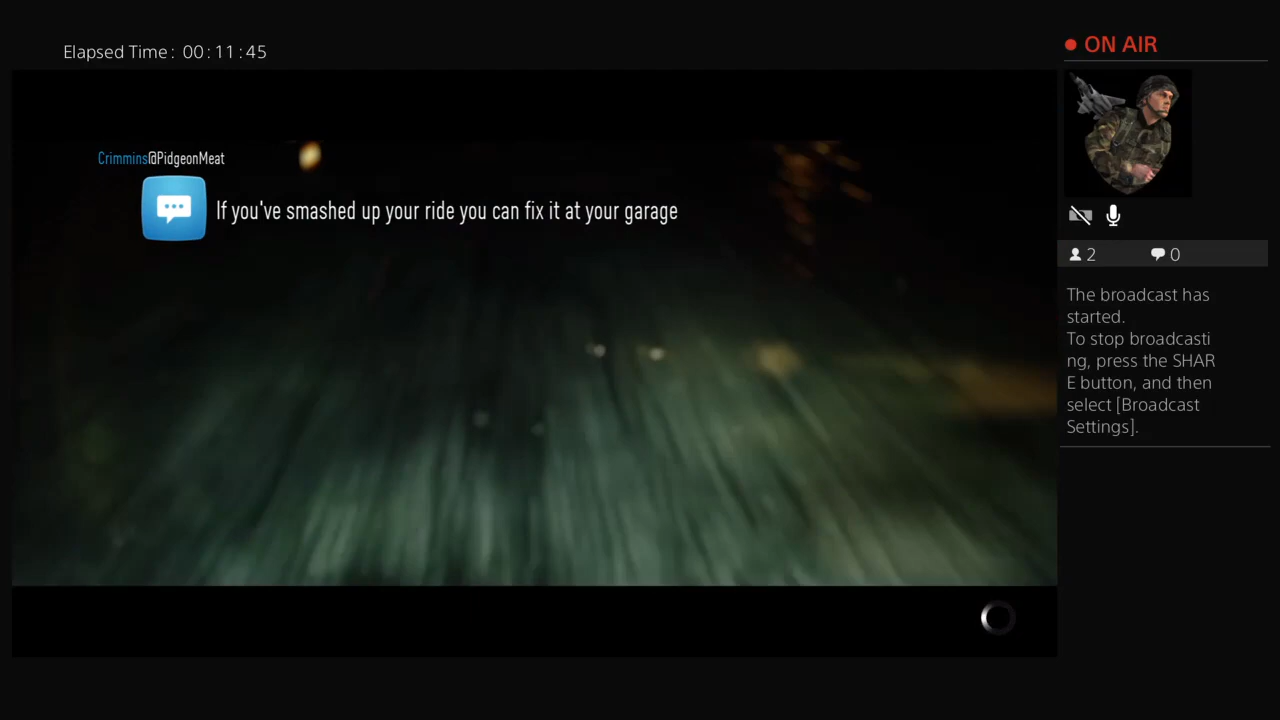 Elapsed Time: 00:11:45
ON AIR
Crimmins@PidgeonMeat
If you've smashed up your ride you can fix it at your garage
2 0
The broadcast has
started.
To stop broadcasti
ng, press the SHAR
E button, and then
select [Broadcast
Settings].